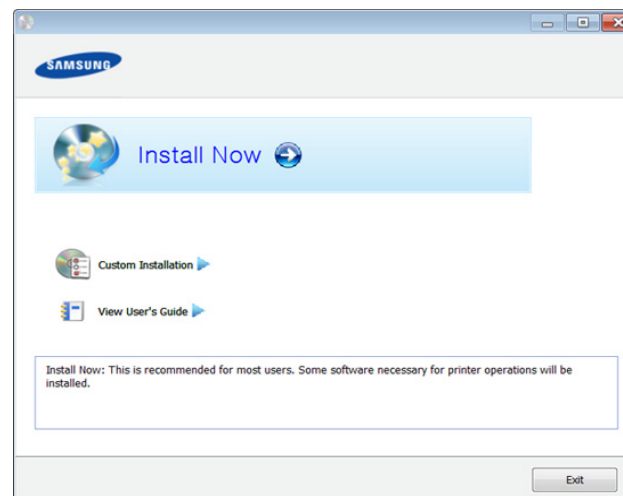 SAMSUNG
Install Now
Custom Installation
View User's Guide
Install Now: This is recommended for most users. Some software necessary for printer operations will be
installed.
Exit